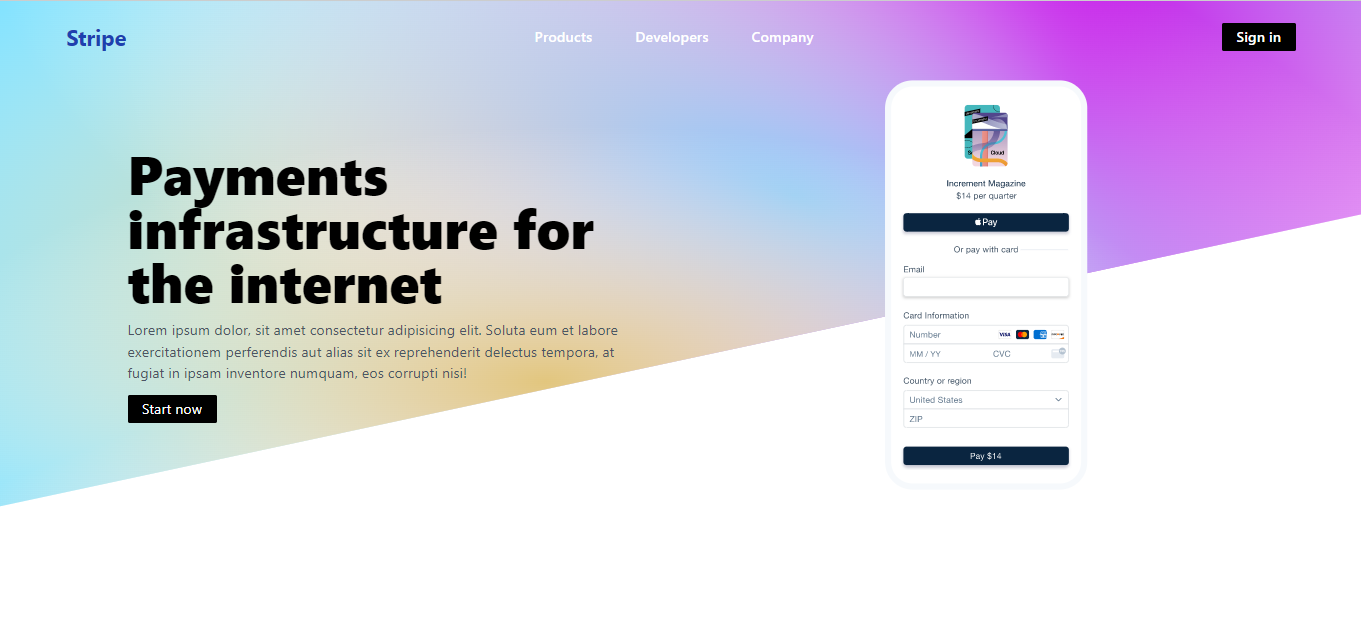 Stripe
Products
Developers
Company
Sign in
Payments
infrastructure for
the internet
Lorem ipsum dolor, sit amet consectetur adipisicing elit. Soluta eum et labore
exercitationem perferendis aut alias sit ex reprehenderit delectus tempora, at
fugiat in ipsam inventore numquam, eos corrupti nisi!
Start now
Cloud
Increment Magazine
$14 per quarter
Pay
Or pay with card
Email
Card Information
Number
VISA
MM / YY
CVC
Country or region
United States
ZIP
Pay $14